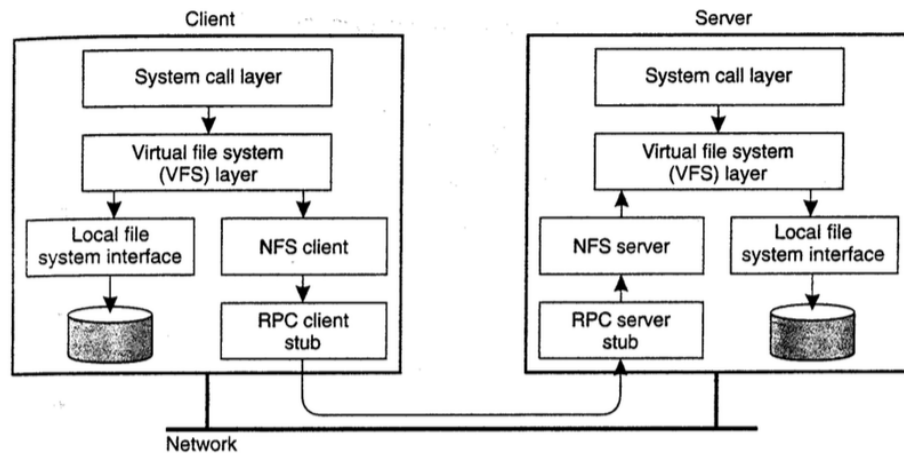 Client
Server
System call layer
Virtual file system
(VFS) layer
Local file
system interface
NFS client
RPC client
stub
System call layer
Virtual file system
(VFS) layer
NFS server
Local file
system interface
RPC server
stub
Network